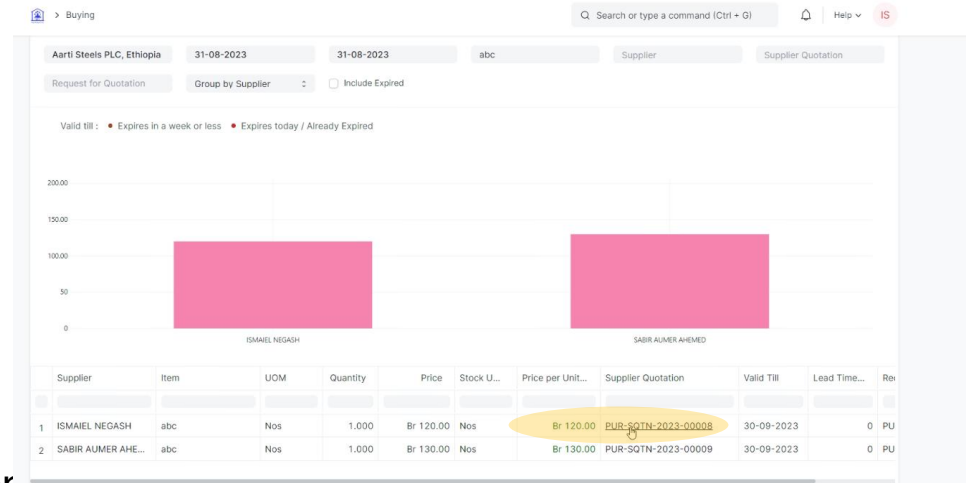 > Buying Search or type a command (Ctrl + G) Help IS
Aarti Steels PLC, Ethiopia 31-08-2023 31-08-2023 abc Supplier Supplier Quotation
Request for Quotation Group by Supplier Include Expired
Valid till : • Expires in a week or less • Expires today / Already Expired
200.00
150.00
100.00
50
0
ISMAIEL NEGASH SABIR AUMER AHEMED
Supplier Item UOM Quantity Price Stock U... Price per Unit... Supplier Quotation Valid Till Lead Time...
1 ISMAIEL NEGASH abc Nos 1.000 Br 120.00 Nos Br 120.00 PUR-SQTN-2023-00008 30-09-2023 0 PU
2 SABIR AUMER AHE... abc Nos 1.000 Br 130.00 Nos Br 130.00 PUR-SQTN-2023-00009 30-09-2023 0 PU